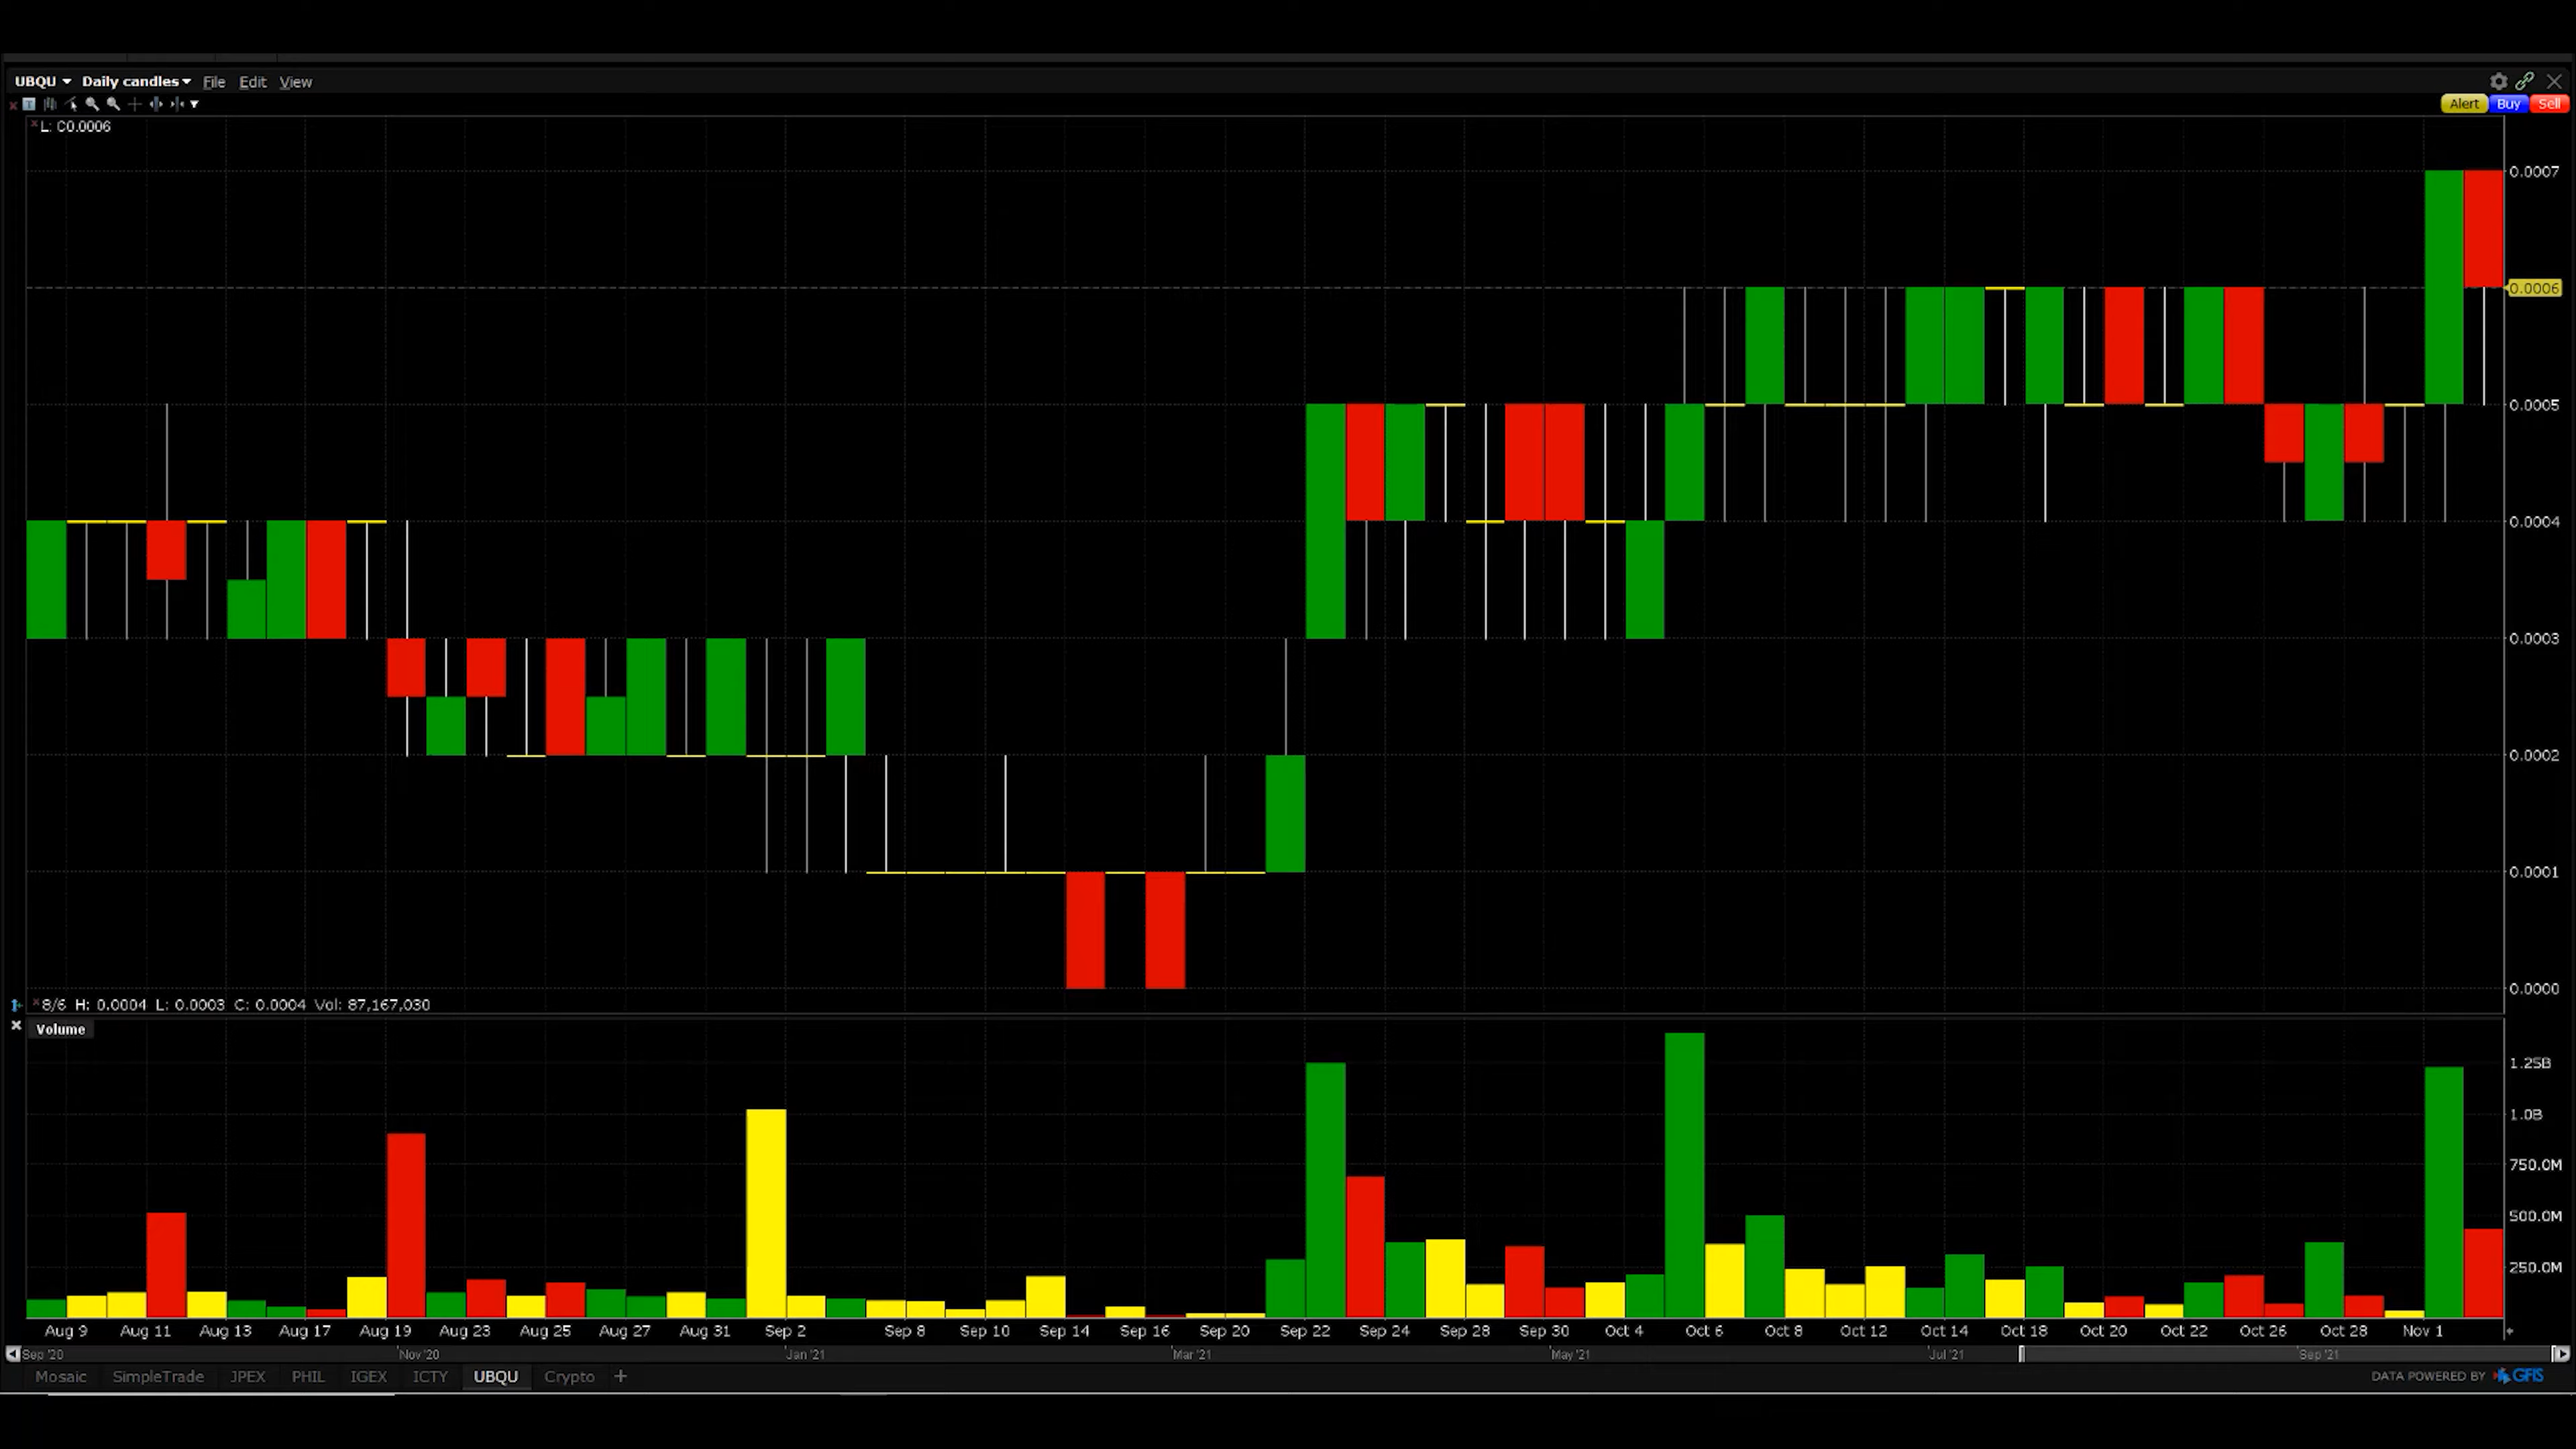 UBQU Daily candles File Edit View
Alert Buy Sell
L: C0.0006
0.0007
0.0006
0.0005
0.0004
0.0003
0.0002
0.0001
0.0000
8/6 H: 0.0004 L: 0.0003 C: 0.0004 Vol: 87,167,030
Volume
1.25B
1.0B
750.0M
500.0M
250.0M
Aug 9 Aug 11 Aug 13 Aug 17 Aug 19 Aug 23 Aug 25 Aug 27 Aug 31 Sep 2 Sep 8 Sep 10 Sep 14 Sep 16 Sep 20 Sep 22 Sep 24 Sep 28 Sep 30 Oct 4 Oct 6 Oct 8 Oct 12 Oct 14 Oct 18 Oct 20 Oct 22 Oct 26 Oct 28 Nov 1
Sep '20 Nov '20 Jan '21 Mar '21 May '21 Jul '21 Sep '21
Mosaic SimpleTrade JPEX PHIL IGEX ICTY UBQU Crypto + DATA POWERED BY GFIS